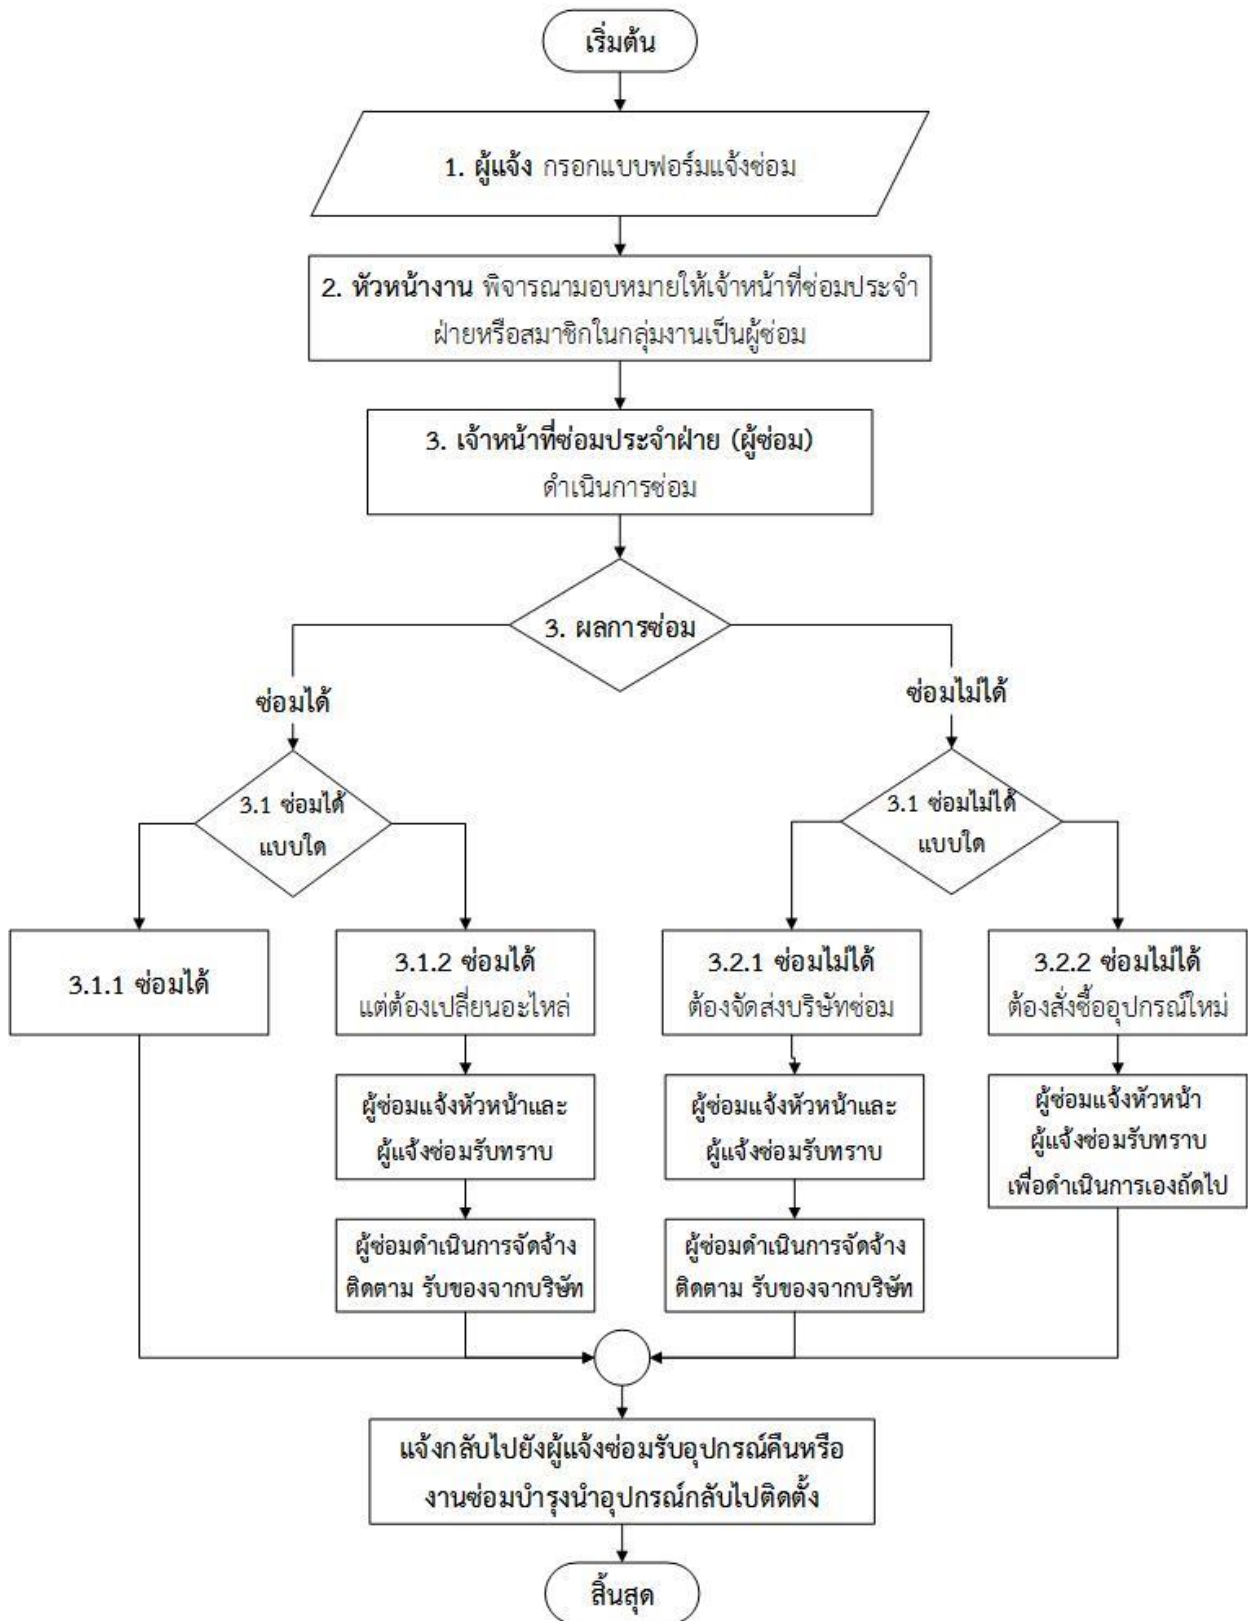 เริ่มต้น
1. ผู้แจ้ง กรอกแบบฟอร์มแจ้งซ่อม
2. หัวหน้างาน พิจารณามอบหมายให้เจ้าหน้าที่ซ่อมประจำ
ฝ่ายหรือสมาชิกในกลุ่มงานเป็นผู้ซ่อม
3. เจ้าหน้าที่ซ่อมประจำฝ่าย (ผู้ซ่อม)
ดำเนินการซ่อม
3. ผลการซ่อม
ซ่อมได้
ซ่อมไม่ได้
3.1 ซ่อมได้
แบบใด
3.1 ซ่อมไม่ได้
แบบใด
3.1.1 ซ่อมได้
3.1.2 ซ่อมได้
แต่ต้องเปลี่ยนอะไหล่
3.2.1 ซ่อมไม่ได้
ต้องจัดส่งบริษัทซ่อม
3.2.2 ซ่อมไม่ได้
ต้องสั่งซื้ออุปกรณ์ใหม่
ผู้ซ่อมแจ้งหัวหน้าและ
ผู้แจ้งซ่อมรับทราบ
ผู้ซ่อมแจ้งหัวหน้าและ
ผู้แจ้งซ่อมรับทราบ
ผู้ซ่อมแจ้งหัวหน้า
ผู้แจ้งซ่อมรับทราบ
เพื่อดำเนินการเองถัดไป
ผู้ซ่อมดำเนินการจัดจ้าง
ติดตาม รับของจากบริษัท
ผู้ซ่อมดำเนินการจัดจ้าง
ติดตาม รับของจากบริษัท
แจ้งกลับไปยังผู้แจ้งซ่อมรับอุปกรณ์คืนหรือ
งานซ่อมบำรุงนำอุปกรณ์กลับไปติดตั้ง
สิ้นสุด